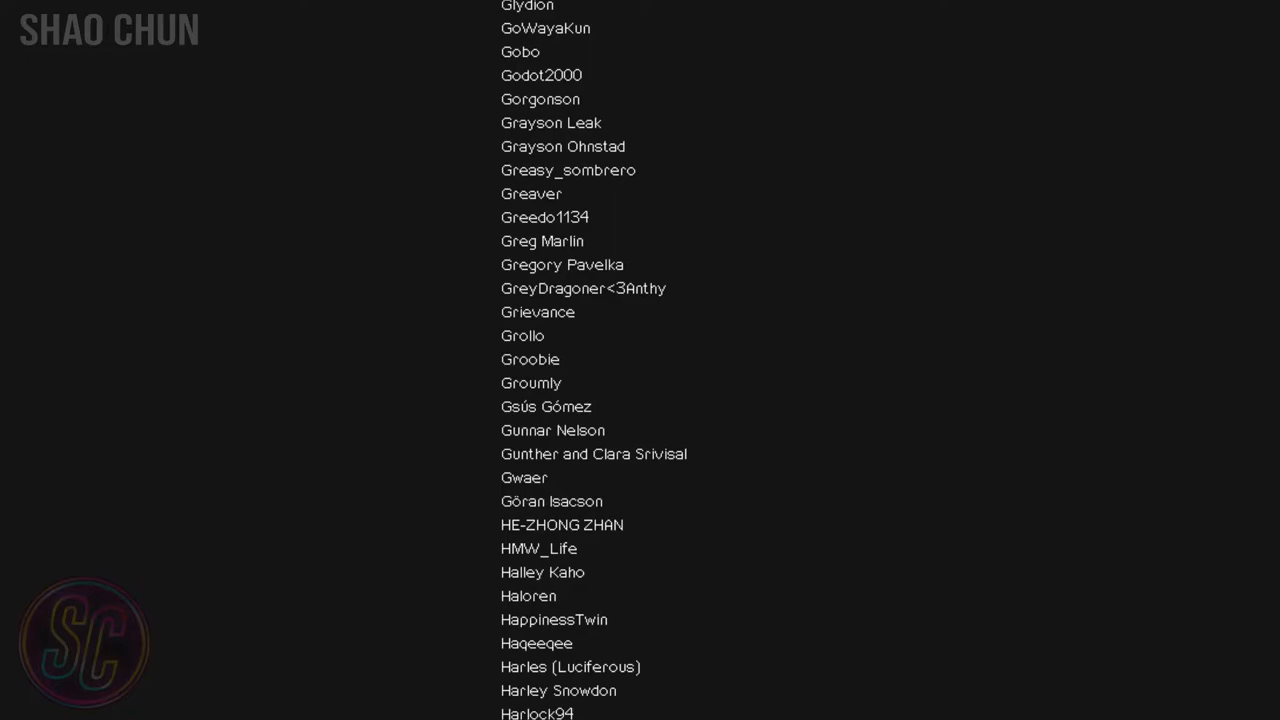 SHAO CHUN
Glydion
GoWayaKun
Gobo
Godot2000
Gorgonson
Grayson Leak
Grayson Ohnstad
Greasy_sombrero
Greaver
Greedo1134
Greg Marlin
Gregory Pavelka
GreyDragoner<3Anthy
Grievance
Grollo
Groobie
Groumly
Gsús Gómez
Gunnar Nelson
Gunther and Clara Srivisal
Gwaer
Göran Isacson
HE-ZHONG ZHAN
HMW_Life
Halley Kaho
Haloren
HappinessTwin
Haqeeqee
Harles (Luciferous)
Harley Snowdon
Harlock94
SC